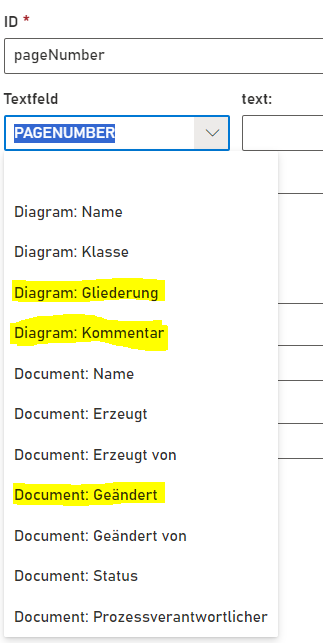 ID *
pageNumber
Textfeld text:
PAGENUMBER
Diagram: Name
Diagram: Klasse
Diagram: Gliederung
Diagram: Kommentar
Document: Name
Document: Erzeugt
Document: Erzeugt von
Document: Geändert
Document: Geändert von
Document: Status
Document: Prozessverantwortlicher